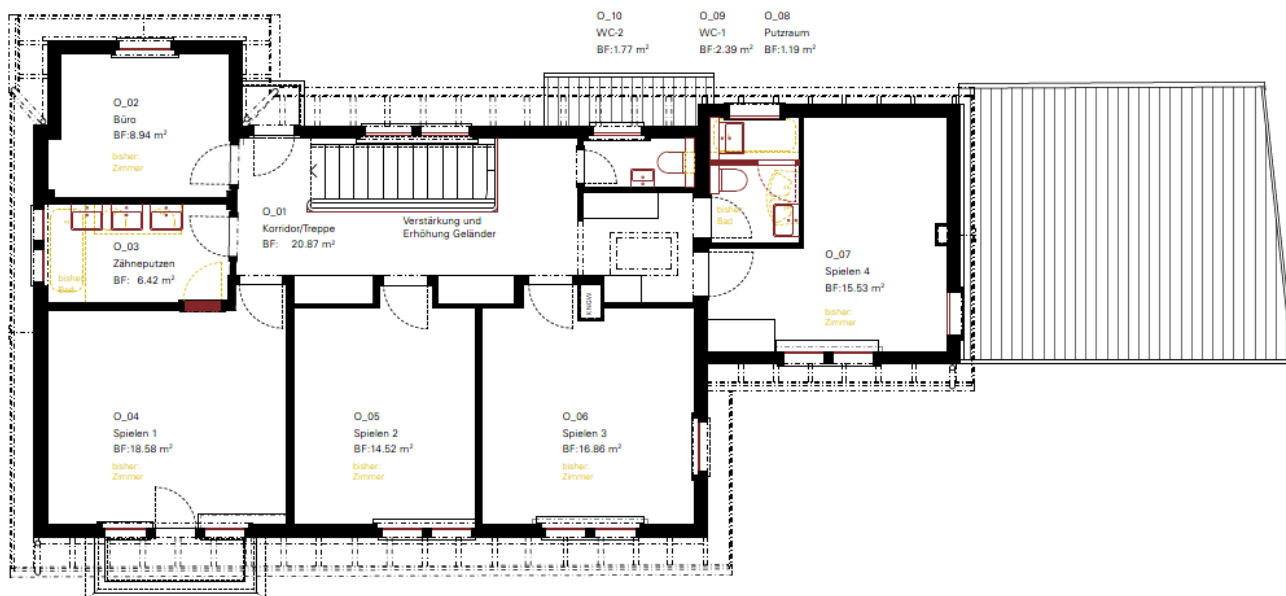 O_10
WC-2
BF:1.77 m²
O_09
WC-1
BF:2.39 m²
O_08
Putzraum
BF:1.19 m²
O_02
Büro
BF:8.94 m²
bisher:
Zimmer
O_01
Korridor/Treppe
BF: 20.87 m²
Verstärkung und
Erhöhung Geländer
bisher:
Bad
O_03
Zähneputzen
BF: 6.42 m²
bisher:
Bad
O_07
Spielen 4
BF:15.53 m²
bisher:
Zimmer
O_04
Spielen 1
BF:18.58 m²
bisher:
Zimmer
O_05
Spielen 2
BF:14.52 m²
bisher:
Zimmer
O_06
Spielen 3
BF:16.86 m²
bisher:
Zimmer